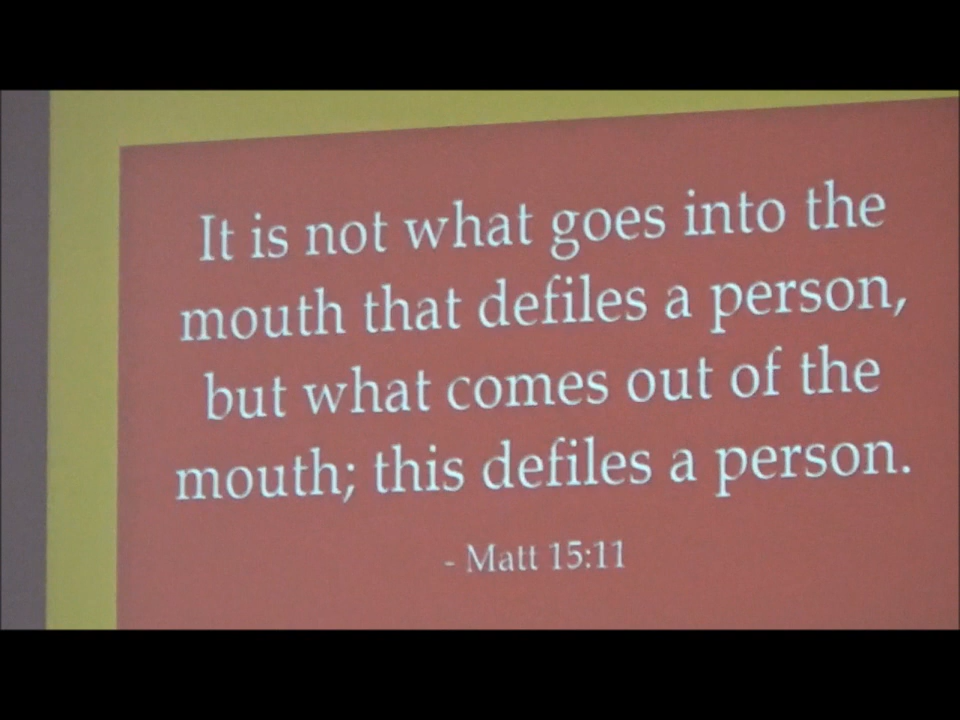 It is not what goes into the
mouth that defiles a person,
but what comes out of the
mouth; this defiles a person.
- Matt 15:11